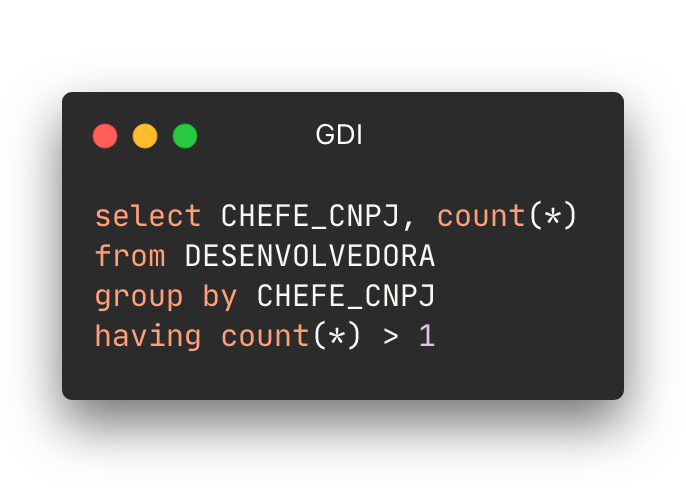 GDI
select CHEFE_CNPJ, count(*)
from DESENVOLVEDORA
group by CHEFE_CNPJ
having count(*) > 1